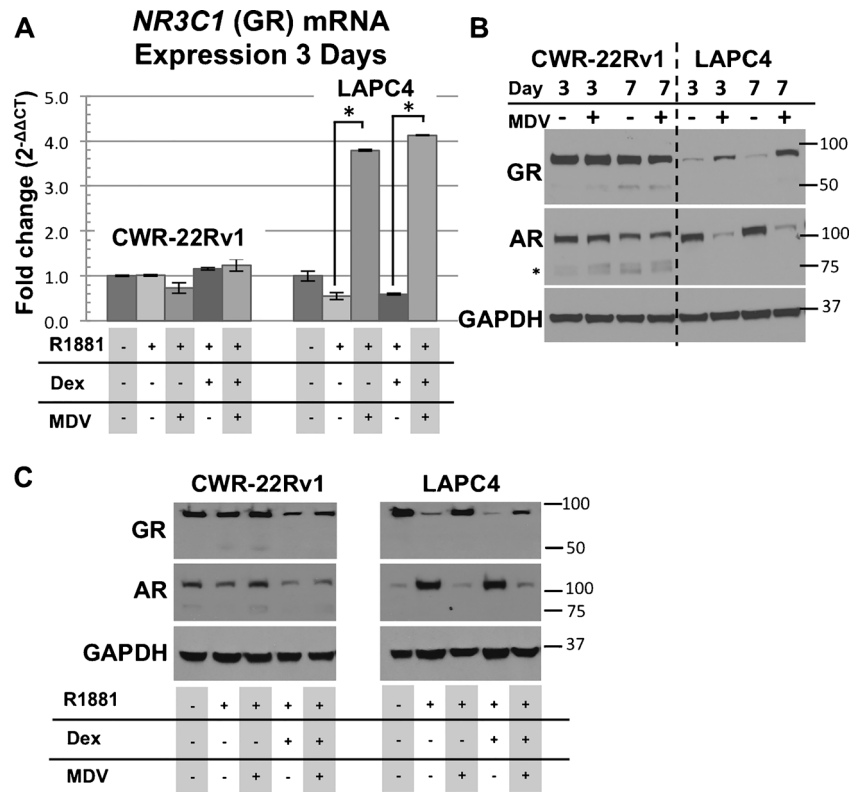 A
NR3C1 (GR) mRNA
Expression 3 Days
LAPC4
* *
Fold change (2-ΔΔCT)
5.0
4.0
3.0
2.0
1.0
0.0
CWR-22Rv1
R1881 - + + + + - + + + +
Dex - - - + + - - - + +
MDV - - + - + - - + - +
B
CWR-22Rv1 LAPC4
Day 3 3 7 7 3 3 7 7
MDV - + - + - + - +
GR
100
50
AR
100
75
*
GAPDH
37
C
CWR-22Rv1 LAPC4
GR
100
50
AR
100
75
GAPDH
37
R1881 - + + + + - + + + +
Dex - - - + + - - - + +
MDV - - + - + - - + - +